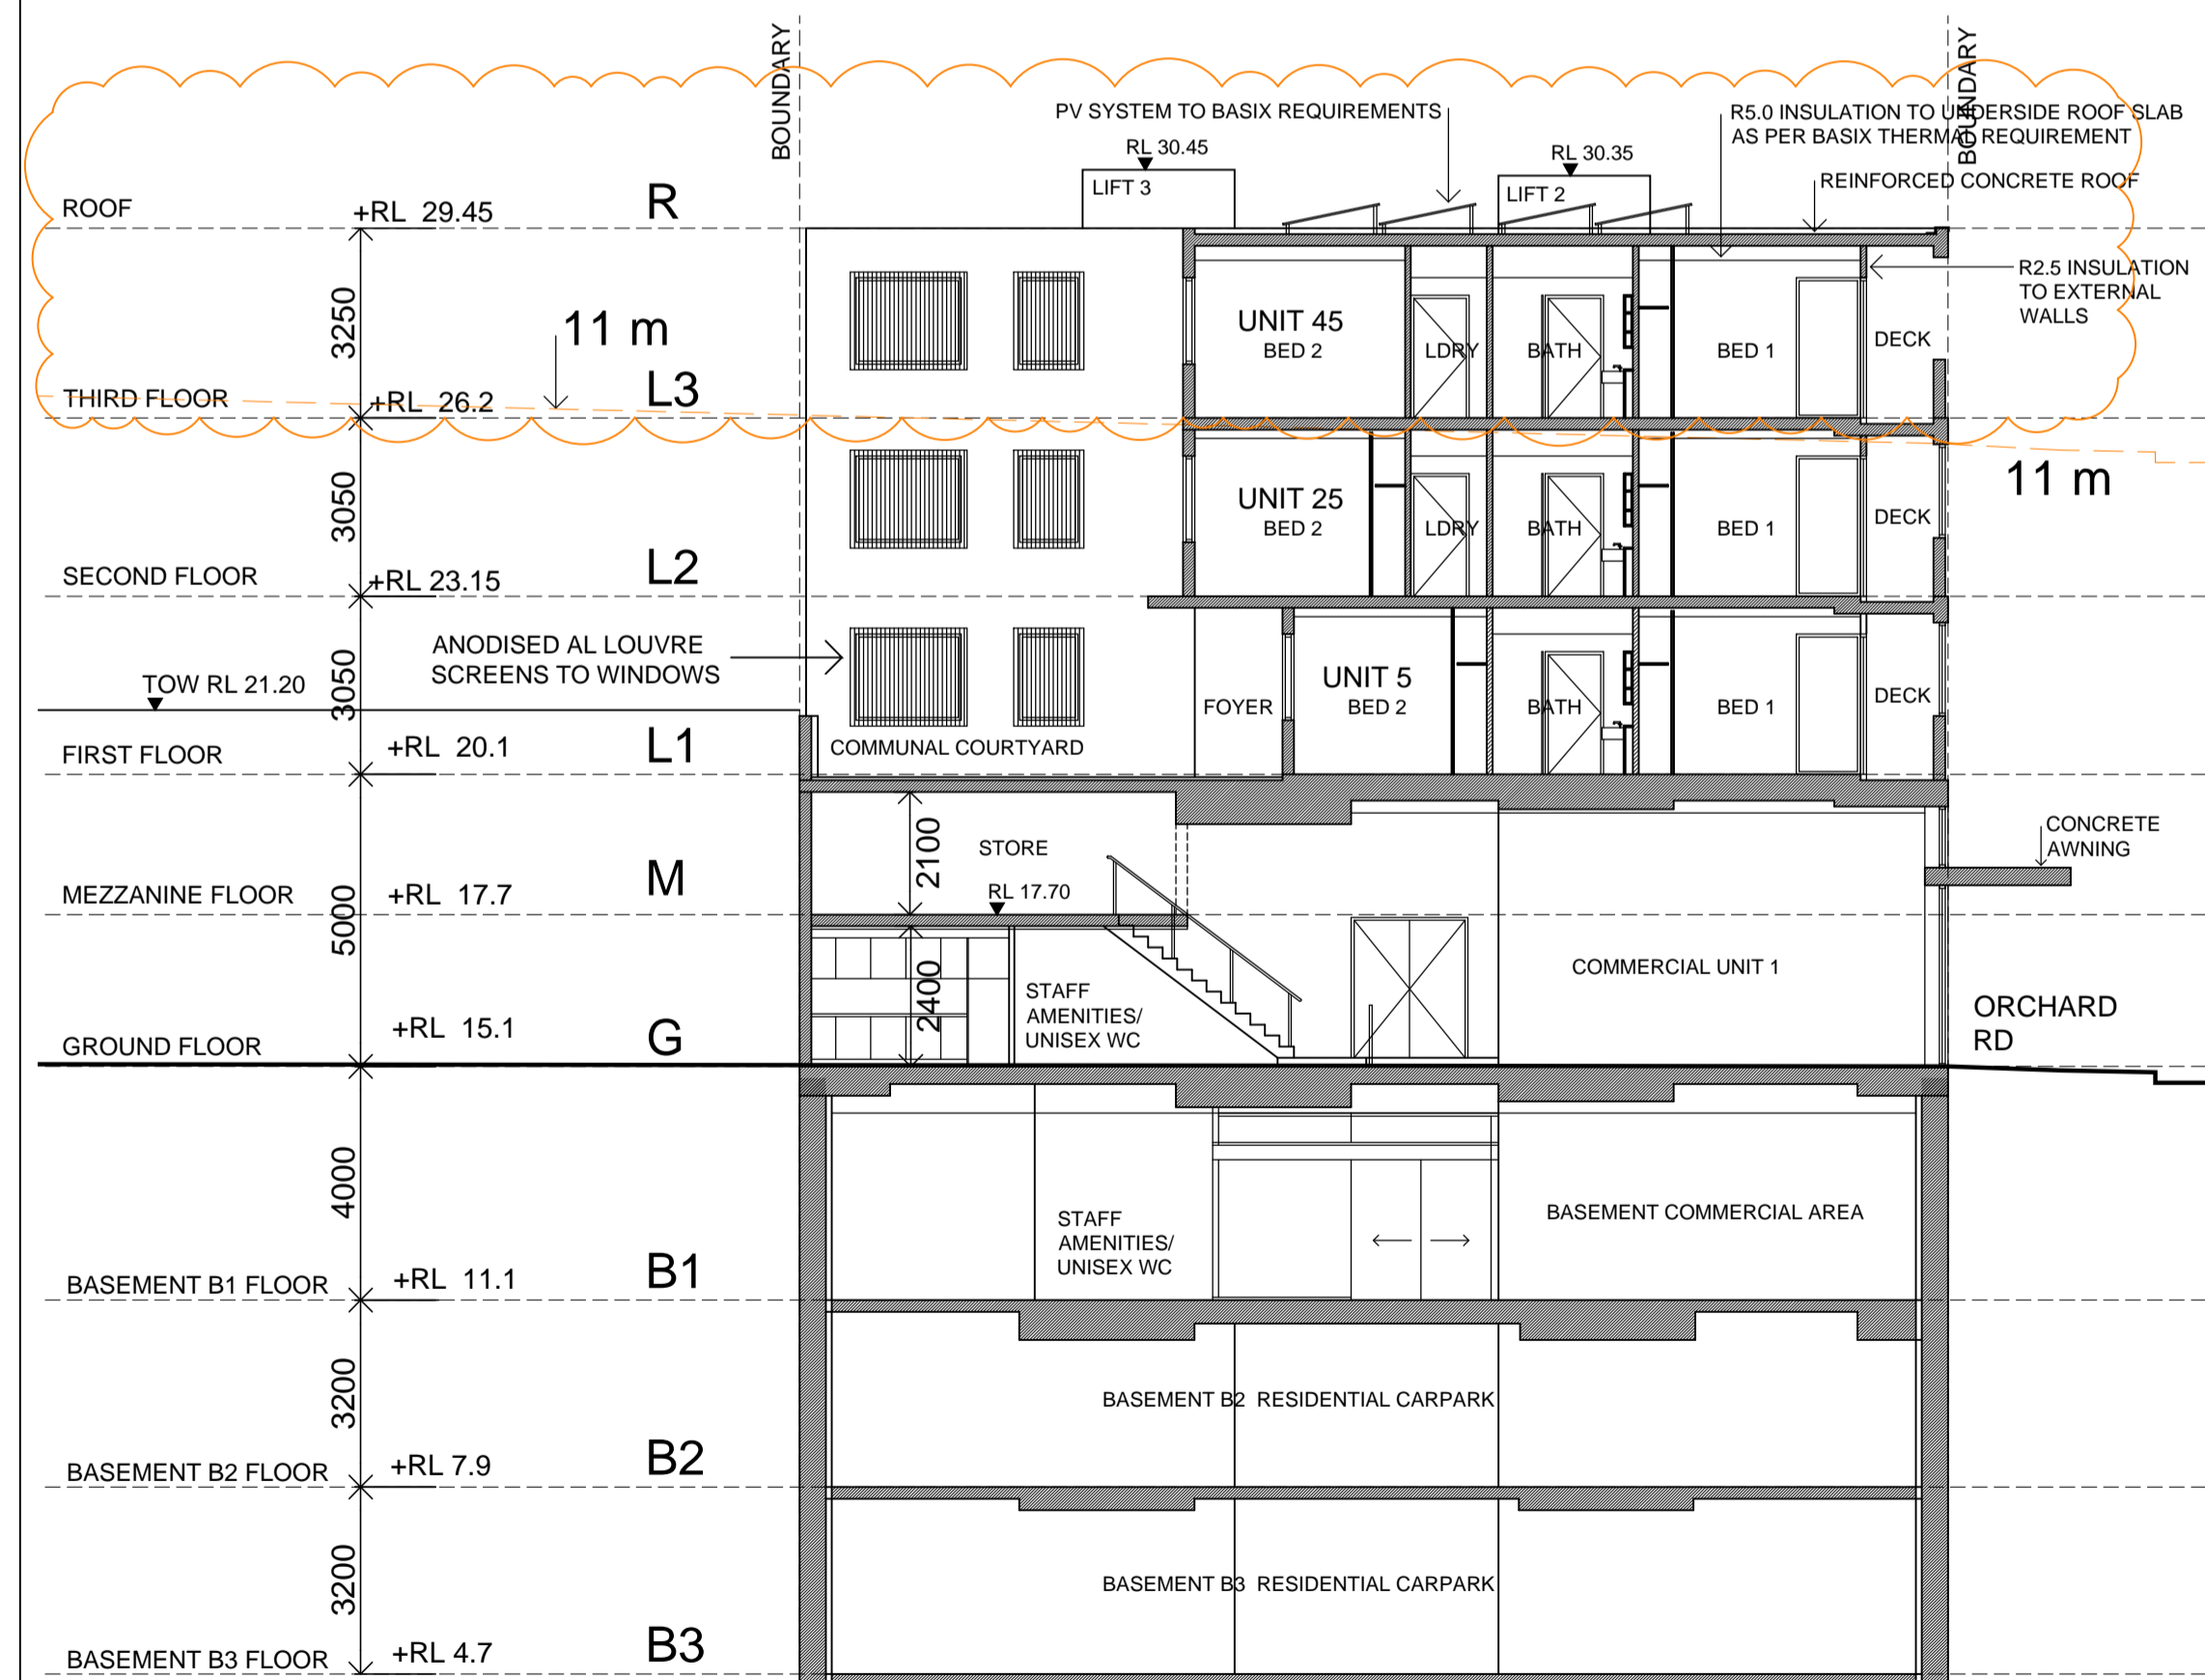 BOUNDARY
BOUNDARY
PV SYSTEM TO BASIX REQUIREMENTS
R5.0 INSULATION TO UNDERSIDE ROOF SLAB
AS PER BASIX THERMAL REQUIREMENT
RL 30.45
RL 30.35
LIFT 3
LIFT 2
REINFORCED CONCRETE ROOF
ROOF
+RL 29.45
R
R2.5 INSULATION
TO EXTERNAL
WALLS
3250
11 m
UNIT 45
BED 2
LDRY
BATH
BED 1
DECK
THIRD FLOOR
+RL 26.2
L3
11 m
3050
UNIT 25
BED 2
LDRY
BATH
BED 1
DECK
SECOND FLOOR
+RL 23.15
L2
ANODISED AL LOUVRE
SCREENS TO WINDOWS
TOW RL 21.20
3050
FOYER
UNIT 5
BED 2
BATH
BED 1
DECK
FIRST FLOOR
+RL 20.1
L1
COMMUNAL COURTYARD
2100
STORE
RL 17.70
CONCRETE
AWNING
MEZZANINE FLOOR
+RL 17.7
M
5000
2400
STAFF
AMENITIES/
UNISEX WC
COMMERCIAL UNIT 1
ORCHARD
RD
GROUND FLOOR
+RL 15.1
G
4000
STAFF
AMENITIES/
UNISEX WC
BASEMENT COMMERCIAL AREA
BASEMENT B1 FLOOR
+RL 11.1
B1
3200
BASEMENT B2 RESIDENTIAL CARPARK
BASEMENT B2 FLOOR
+RL 7.9
B2
3200
BASEMENT B3 RESIDENTIAL CARPARK
BASEMENT B3 FLOOR
+RL 4.7
B3